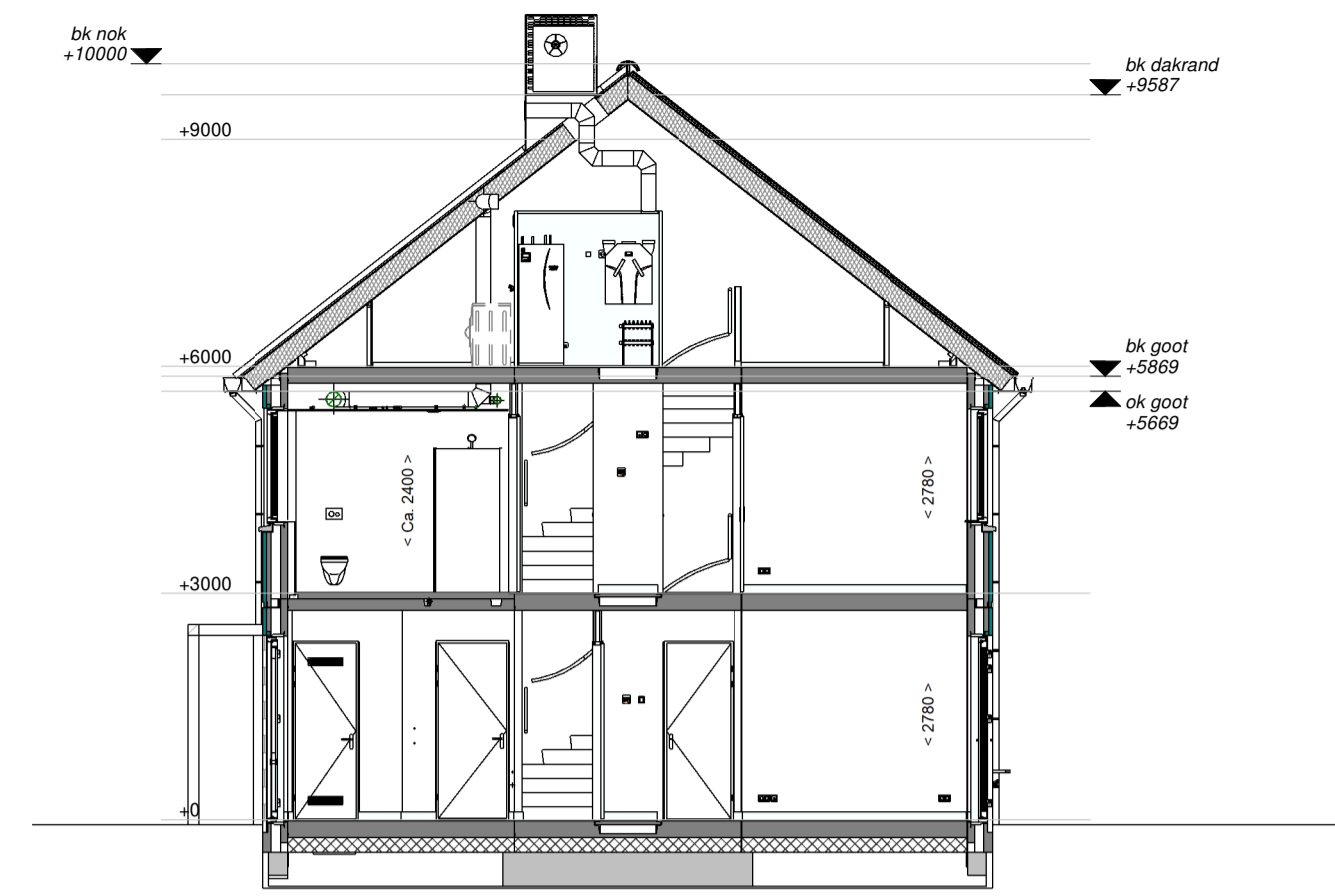 bk nok
+10000
bk dakrand
+9587
+9000
+6000
bk goot
+5869
ok goot
+5669
< Ca. 2400 >
< 2780 >
+3000
< 2780 >
+0